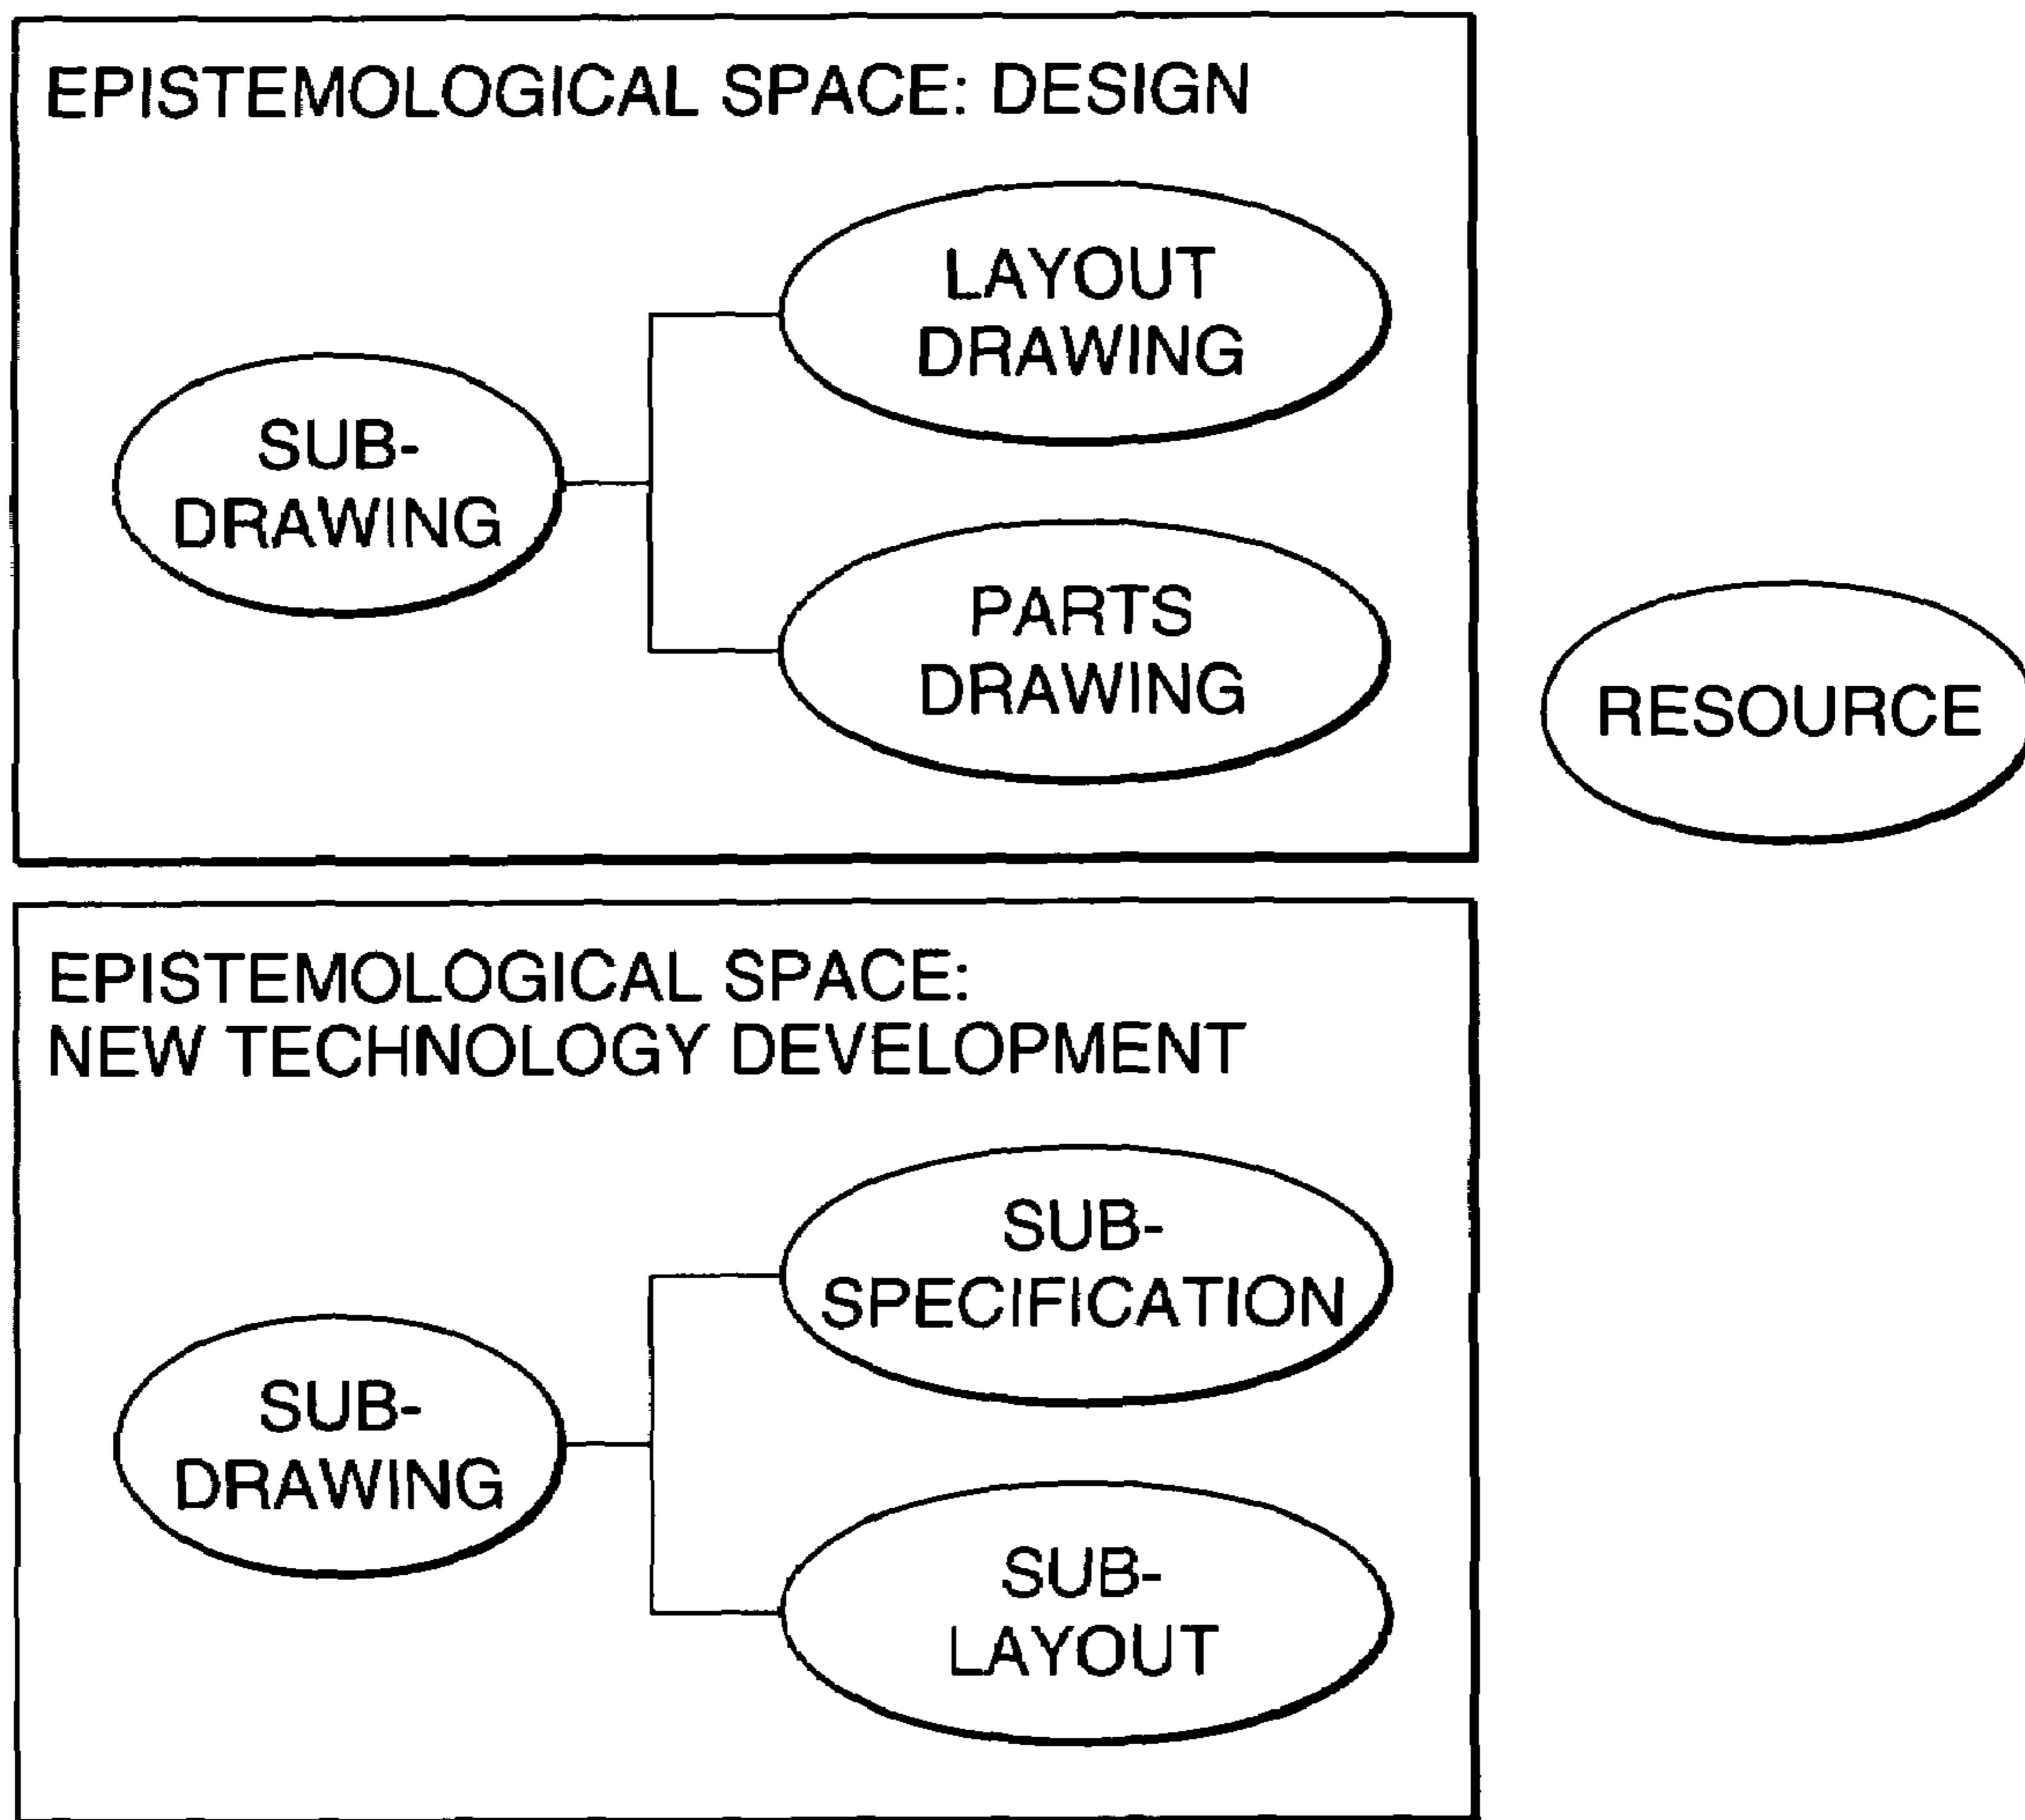 EPISTEMOLOGICAL SPACE: DESIGN
LAYOUT
DRAWING
SUB-
DRAWING
PARTS
DRAWING
RESOURCE
EPISTEMOLOGICAL SPACE:
NEW TECHNOLOGY DEVELOPMENT
SUB-
SPECIFICATION
SUB-
DRAWING
SUB-
LAYOUT